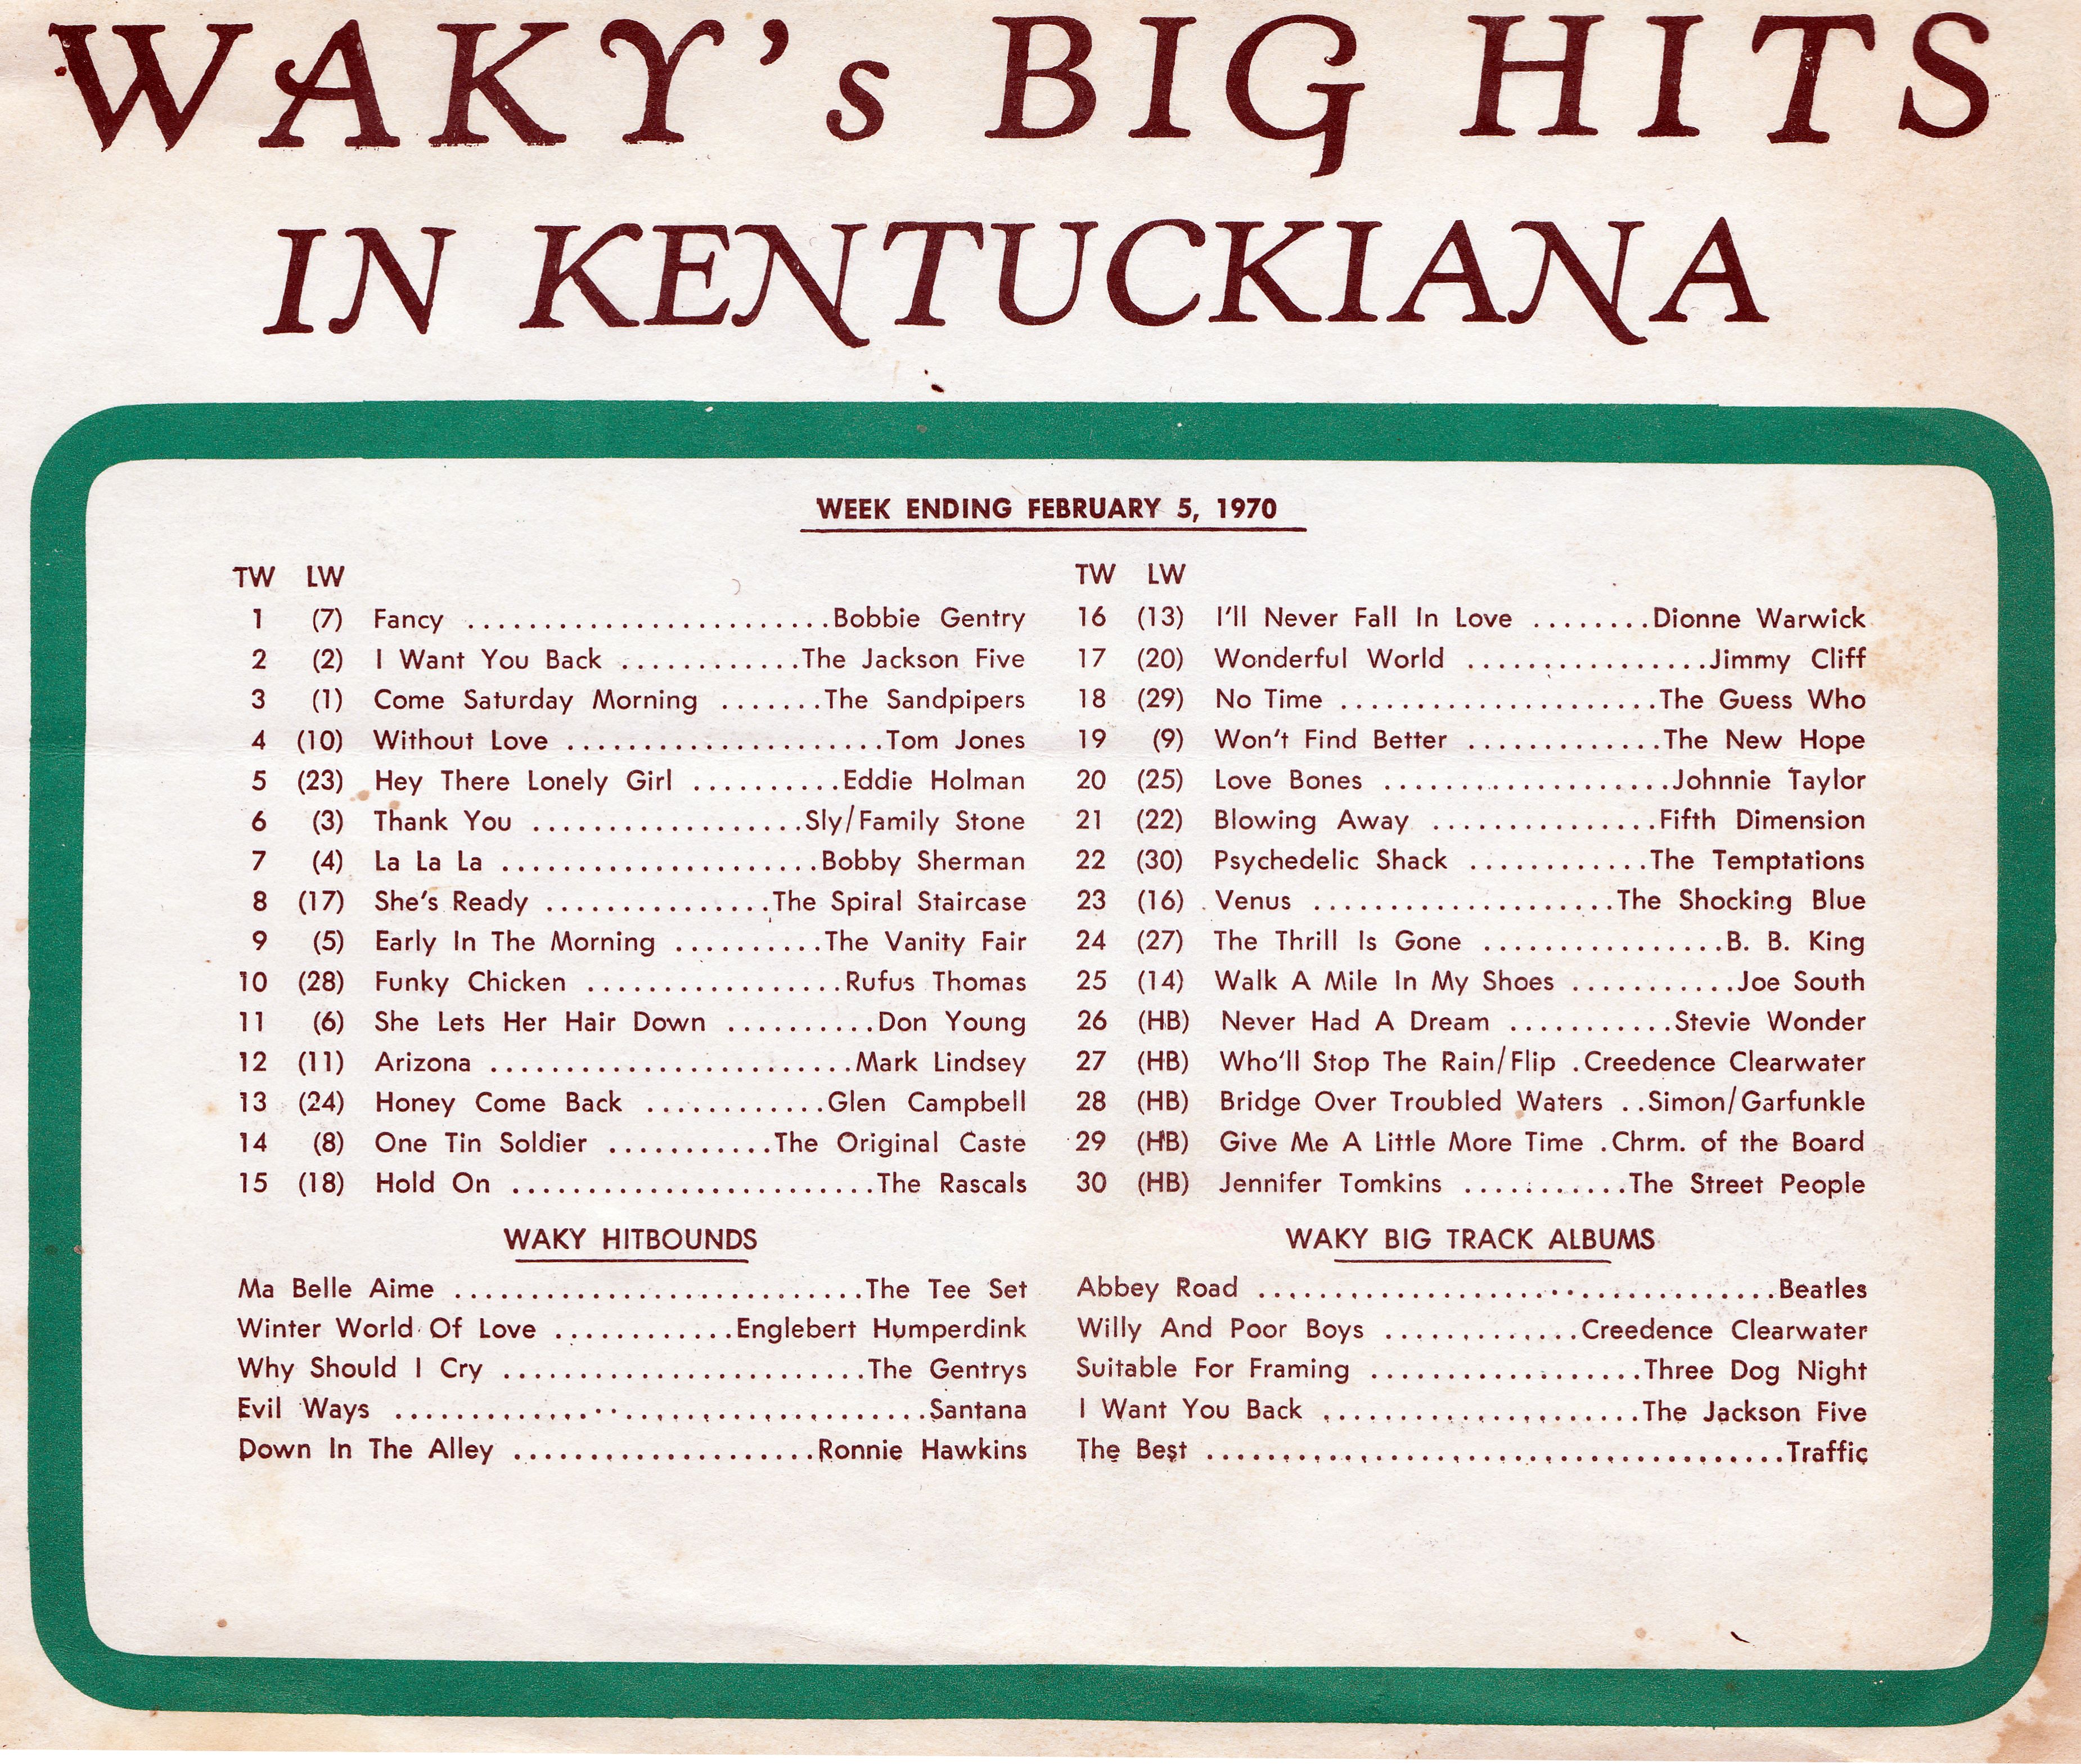 WAKY's BIG HITS
IN KENTUCKIANA
WEEK ENDING FEBRUARY 5, 1970
TW LW
1 (7) Fancy ........................Bobbie Gentry
2 (2) I Want You Back ............The Jackson Five
3 (1) Come Saturday Morning .......The Sandpipers
4 (10) Without Love .....................Tom Jones
5 (23) Hey There Lonely Girl ..........Eddie Holman
6 (3) Thank You ..................Sly/Family Stone
7 (4) La La La .....................Bobby Sherman
8 (17) She's Ready ...............The Spiral Staircase
9 (5) Early In The Morning ..........The Vanity Fair
10 (28) Funky Chicken .................Rufus Thomas
11 (6) She Lets Her Hair Down ..........Don Young
12 (11) Arizona ........................Mark Lindsey
13 (24) Honey Come Back ............Glen Campbell
14 (8) One Tin Soldier ...........The Original Caste
15 (18) Hold On ........................The Rascals
TW LW
16 (13) I'll Never Fall In Love ........Dionne Warwick
17 (20) Wonderful World ................Jimmy Cliff
18 (29) No Time .....................The Guess Who
19 (9) Won't Find Better .............The New Hope
20 (25) Love Bones ...................Johnnie Taylor
21 (22) Blowing Away ...............Fifth Dimension
22 (30) Psychedelic Shack ............The Temptations
23 (16) Venus ....................The Shocking Blue
24 (27) The Thrill Is Gone ................B. B. King
25 (14) Walk A Mile In My Shoes ...........Joe South
26 (HB) Never Had A Dream ...........Stevie Wonder
27 (HB) Who'll Stop The Rain/Flip .Creedence Clearwater
28 (HB) Bridge Over Troubled Waters ..Simon/Garfunkle
29 (HB) Give Me A Little More Time .Chrm. of the Board
30 (HB) Jennifer Tomkins ...........The Street People
WAKY HITBOUNDS
Ma Belle Aime ...........................The Tee Set
Winter World Of Love ............Englebert Humperdink
Why Should I Cry ........................The Gentrys
Evil Ways ...................................Santana
Down In The Alley ....................Ronnie Hawkins
WAKY BIG TRACK ALBUMS
Abbey Road ..................................Beatles
Willy And Poor Boys .............Creedence Clearwater
Suitable For Framing ..................Three Dog Night
I Want You Back .....................The Jackson Five
The Best ......................................Traffic